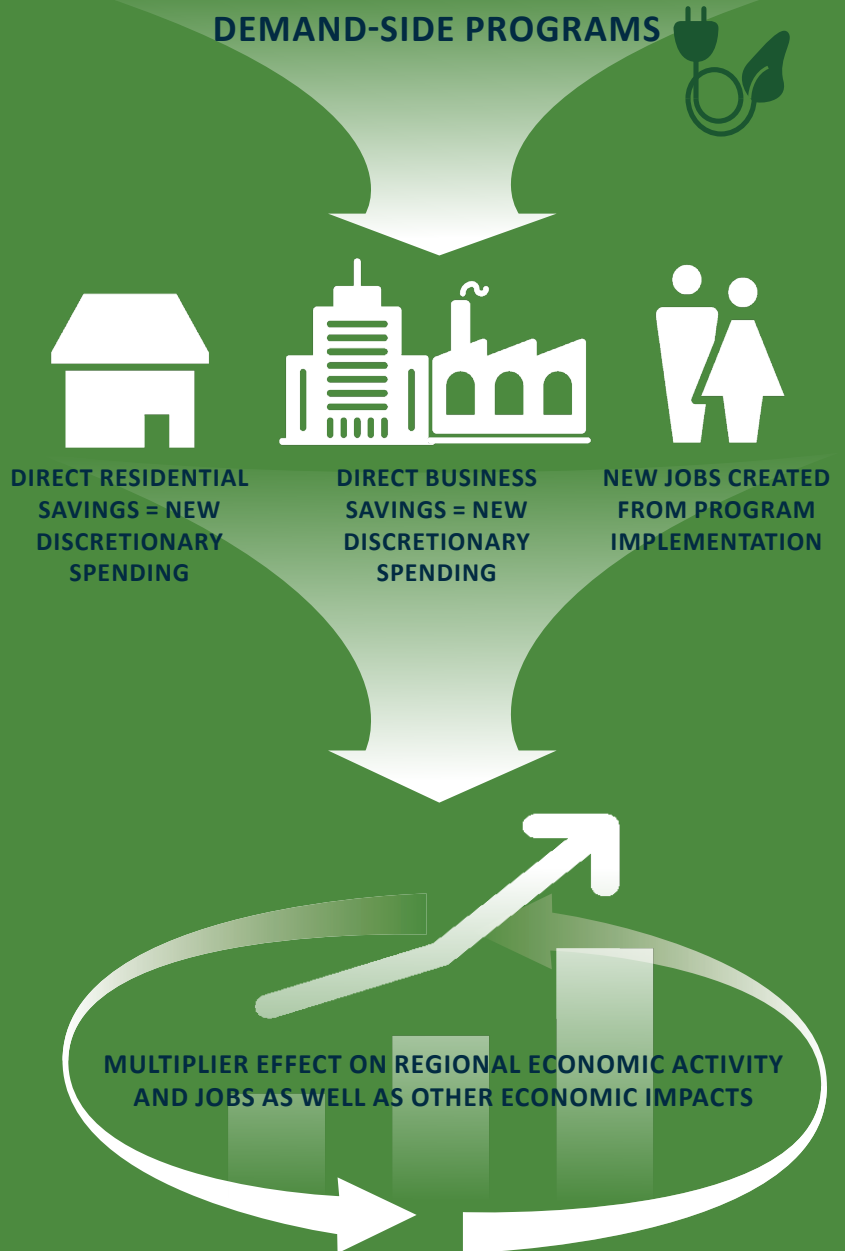 DEMAND-SIDE PROGRAMS
DIRECT RESIDENTIAL
SAVINGS = NEW
DISCRETIONARY
SPENDING
DIRECT BUSINESS
SAVINGS = NEW
DISCRETIONARY
SPENDING
NEW JOBS CREATED
FROM PROGRAM
IMPLEMENTATION
MULTIPLIER EFFECT ON REGIONAL ECONOMIC ACTIVITY
AND JOBS AS WELL AS OTHER ECONOMIC IMPACTS